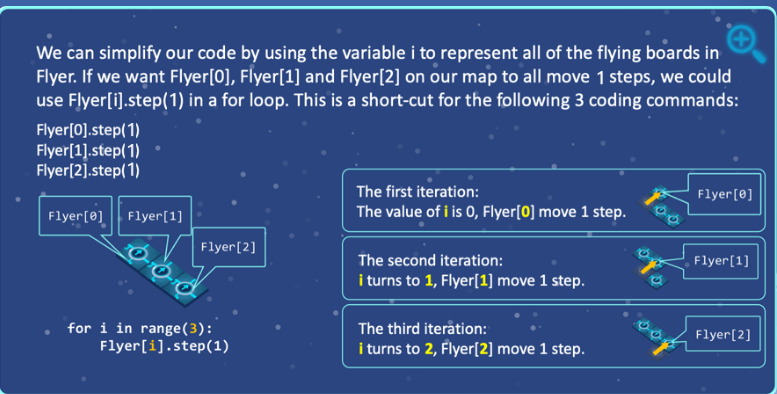 We can simplify our code by using the variable i to represent all of the flying boards in
Flyer. If we want Flyer[0], Flyer[1] and Flyer[2] on our map to all move 1 steps, we could
use Flyer[i].step(1) in a for loop. This is a short-cut for the following 3 coding commands:
Flyer[0].step(1)
Flyer[1].step(1)
Flyer[2].step(1)
Flyer[0]
Flyer[1]
Flyer[2]
for i in range(3):
    Flyer[i].step(1)
The first iteration:
The value of i is 0, Flyer[0] move 1 step.
Flyer[0]
The second iteration:
i turns to 1, Flyer[1] move 1 step.
Flyer[1]
The third iteration:
i turns to 2, Flyer[2] move 1 step.
Flyer[2]